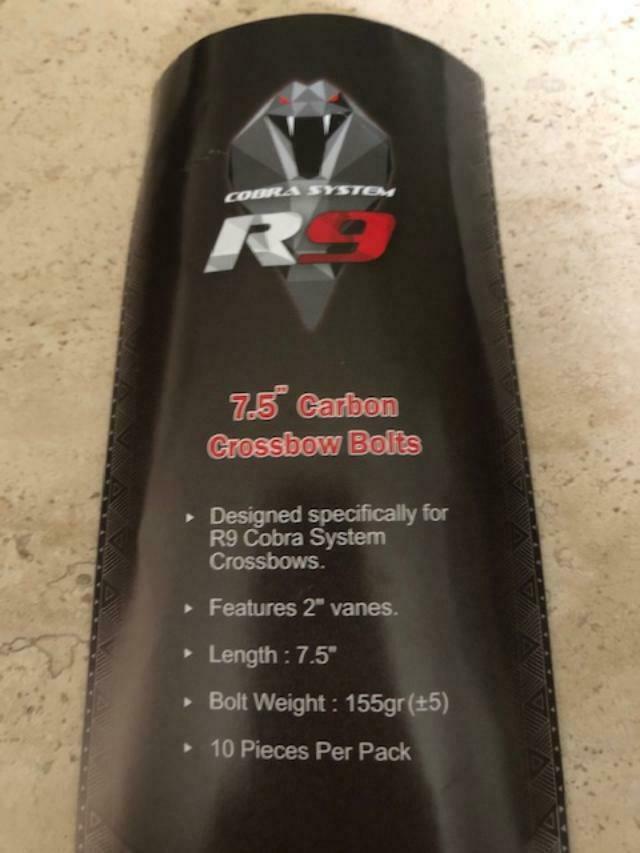 COBRA SYSTEM
R9
7.5" Carbon
Crossbow Bolts
‣ Designed specifically for
R9 Cobra System
Crossbows.
‣ Features 2" vanes.
‣ Length : 7.5"
‣ Bolt Weight : 155gr(±5)
‣ 10 Pieces Per Pack